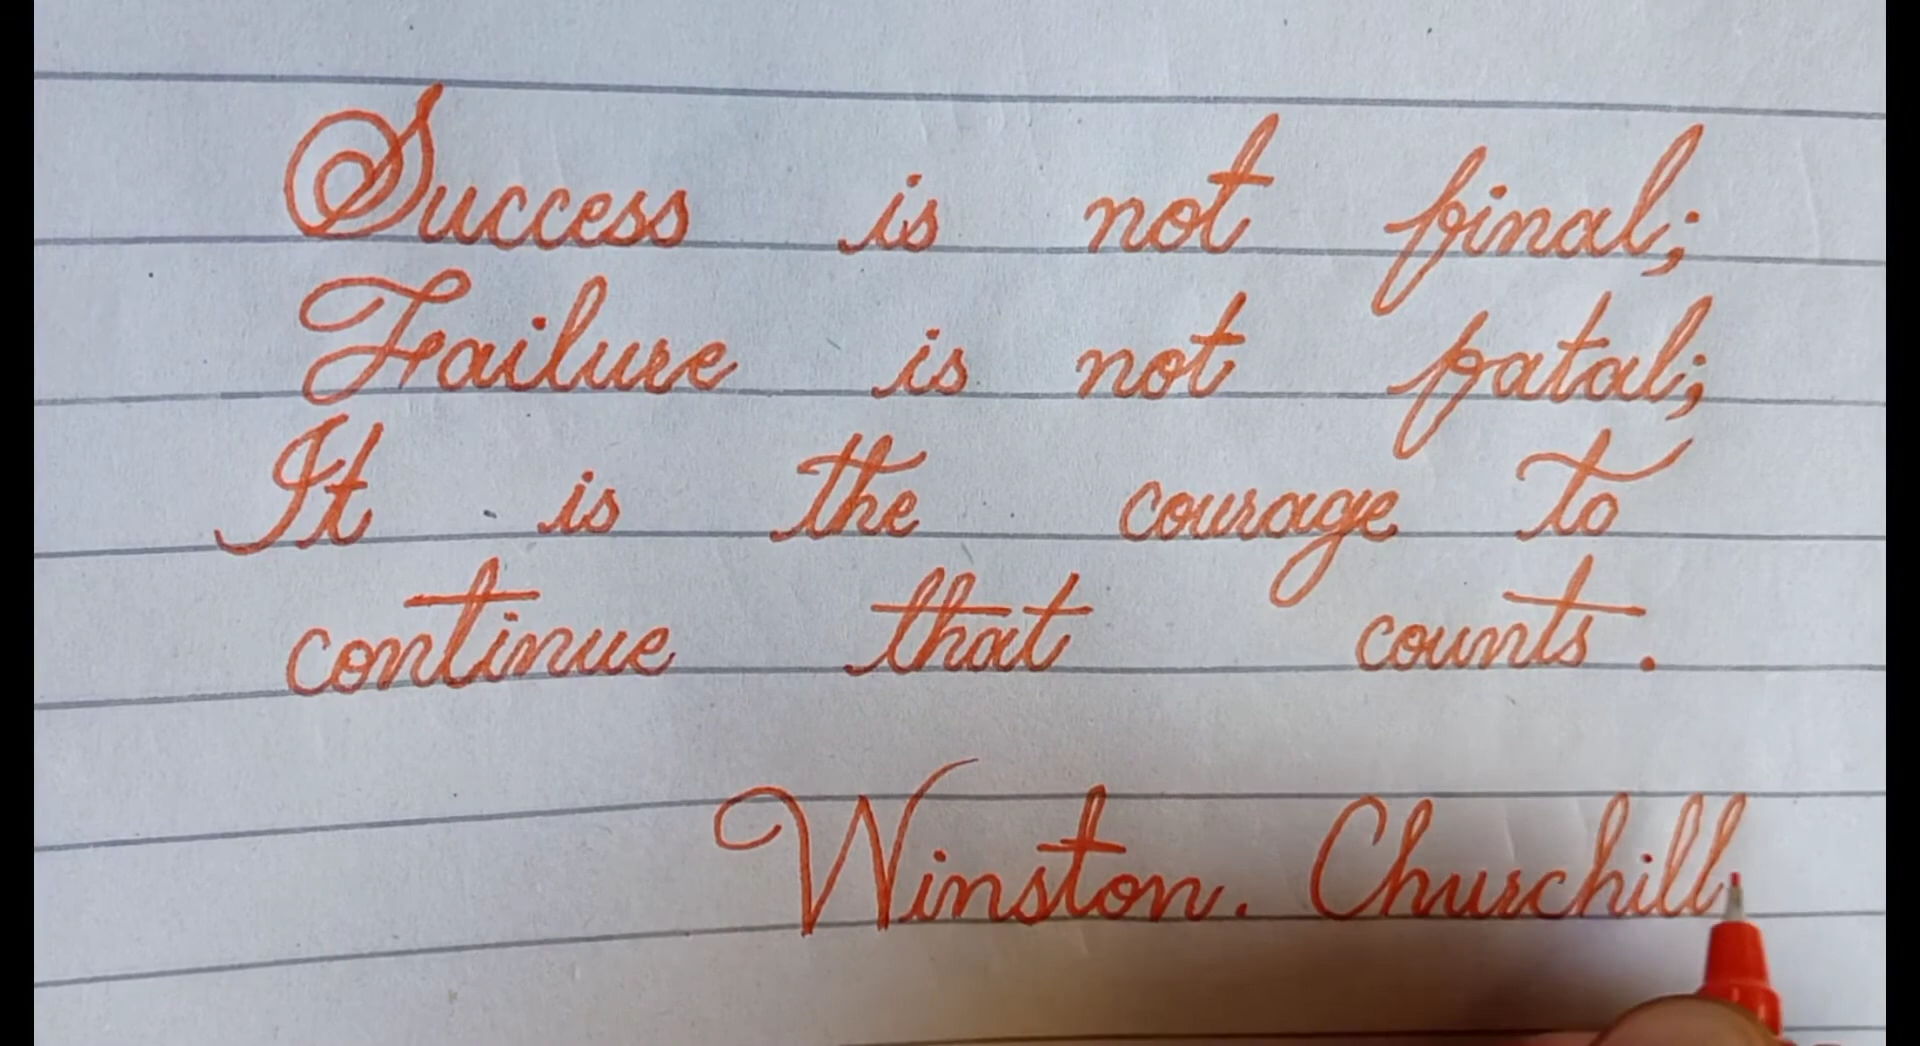 Success is not final;
Failure is not fatal;
It is the courage to
continue that counts.
Winston. Churchill